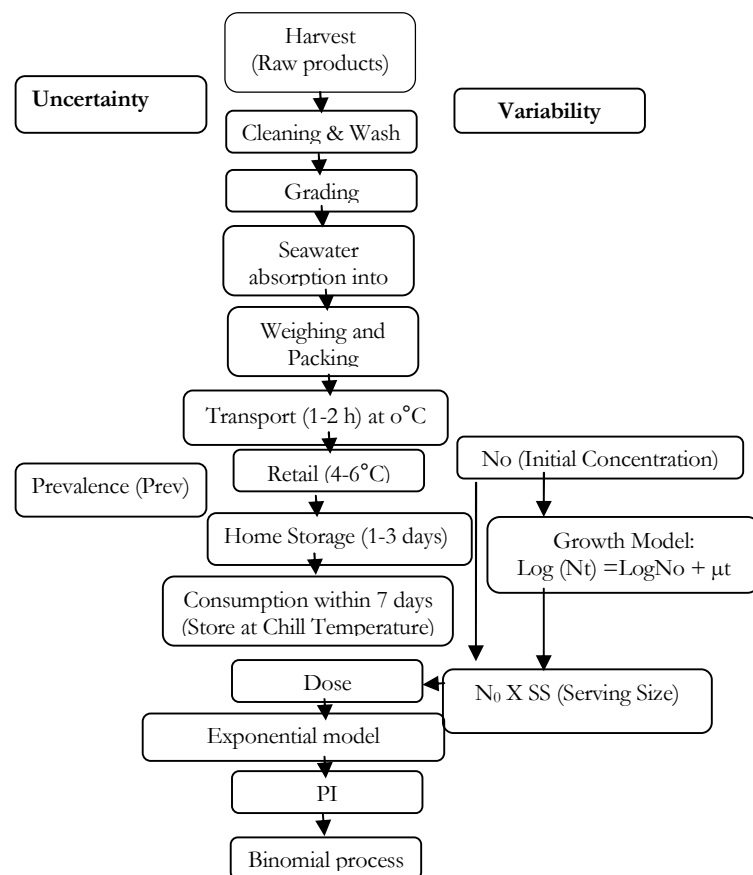 Harvest
(Raw products)
Uncertainty
Variability
Cleaning & Wash
Grading
Seawater
absorption into
Weighing and
Packing
Transport (1-2 h) at o°C
Retail (4-6°C)
No (Initial Concentration)
Prevalence (Prev)
Home Storage (1-3 days)
Growth Model:
Log (Nt) =LogNo + µt
Consumption within 7 days
(Store at Chill Temperature)
Dose
N₀ X SS (Serving Size)
Exponential model
PI
Binomial process